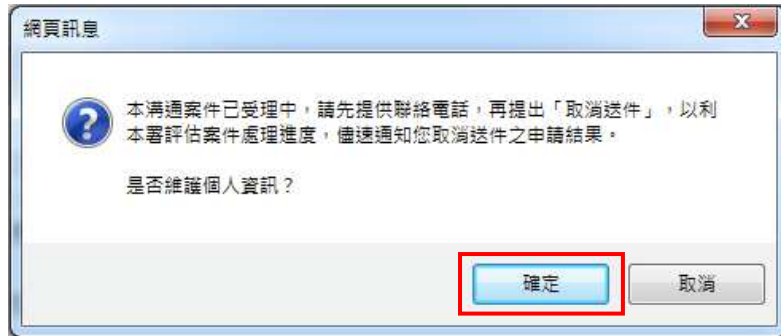 網頁訊息
本溝通案件已受理中，請先提供聯絡電話，再提出「取消送件」，以利
本署評估案件處理進度，儘速通知您取消送件之申請結果。
是否維護個人資訊？
確定
取消